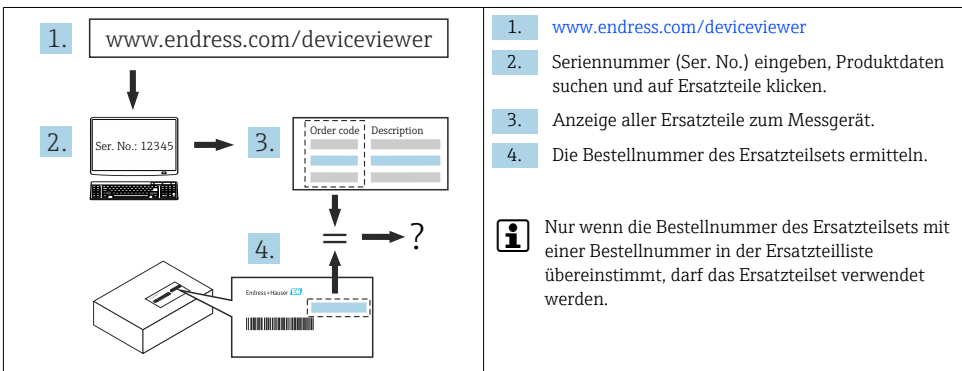 1.
www.endress.com/deviceviewer
2.
Ser. No.: 12345
3.
Order code
Description
=
?
4.
Endress+Hauser EH
1. www.endress.com/deviceviewer
2. Seriennummer (Ser. No.) eingeben, Produktdaten
suchen und auf Ersatzteile klicken.
3. Anzeige aller Ersatzteile zum Messgerät.
4. Die Bestellnummer des Ersatzteilsets ermitteln.
i
Nur wenn die Bestellnummer des Ersatzteilsets mit
einer Bestellnummer in der Ersatzteilliste
übereinstimmt, darf das Ersatzteilset verwendet
werden.